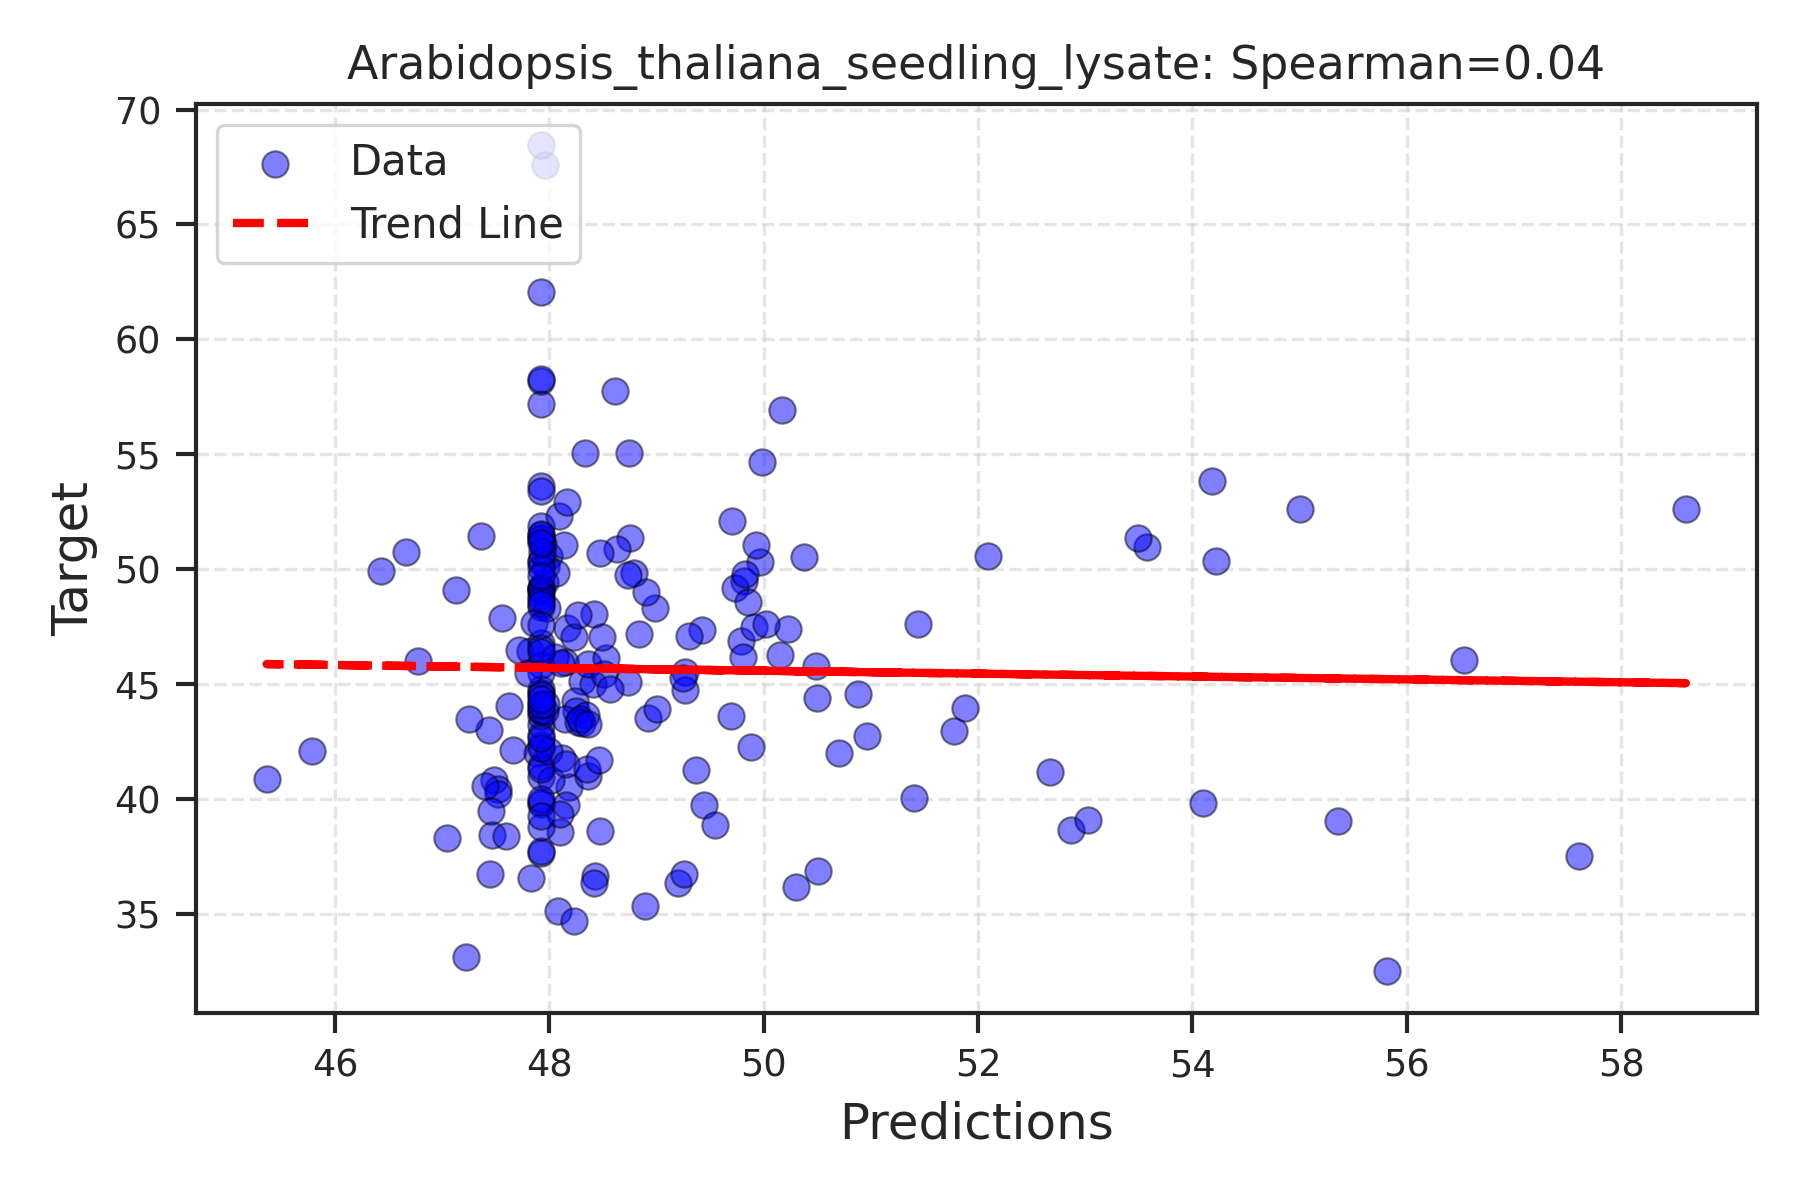 Arabidopsis_thaliana_seedling_lysate: Spearman=0.04
Data
Trend Line
70
65
60
55
50
45
40
35
Target
46 48 50 52 54 56 58
Predictions